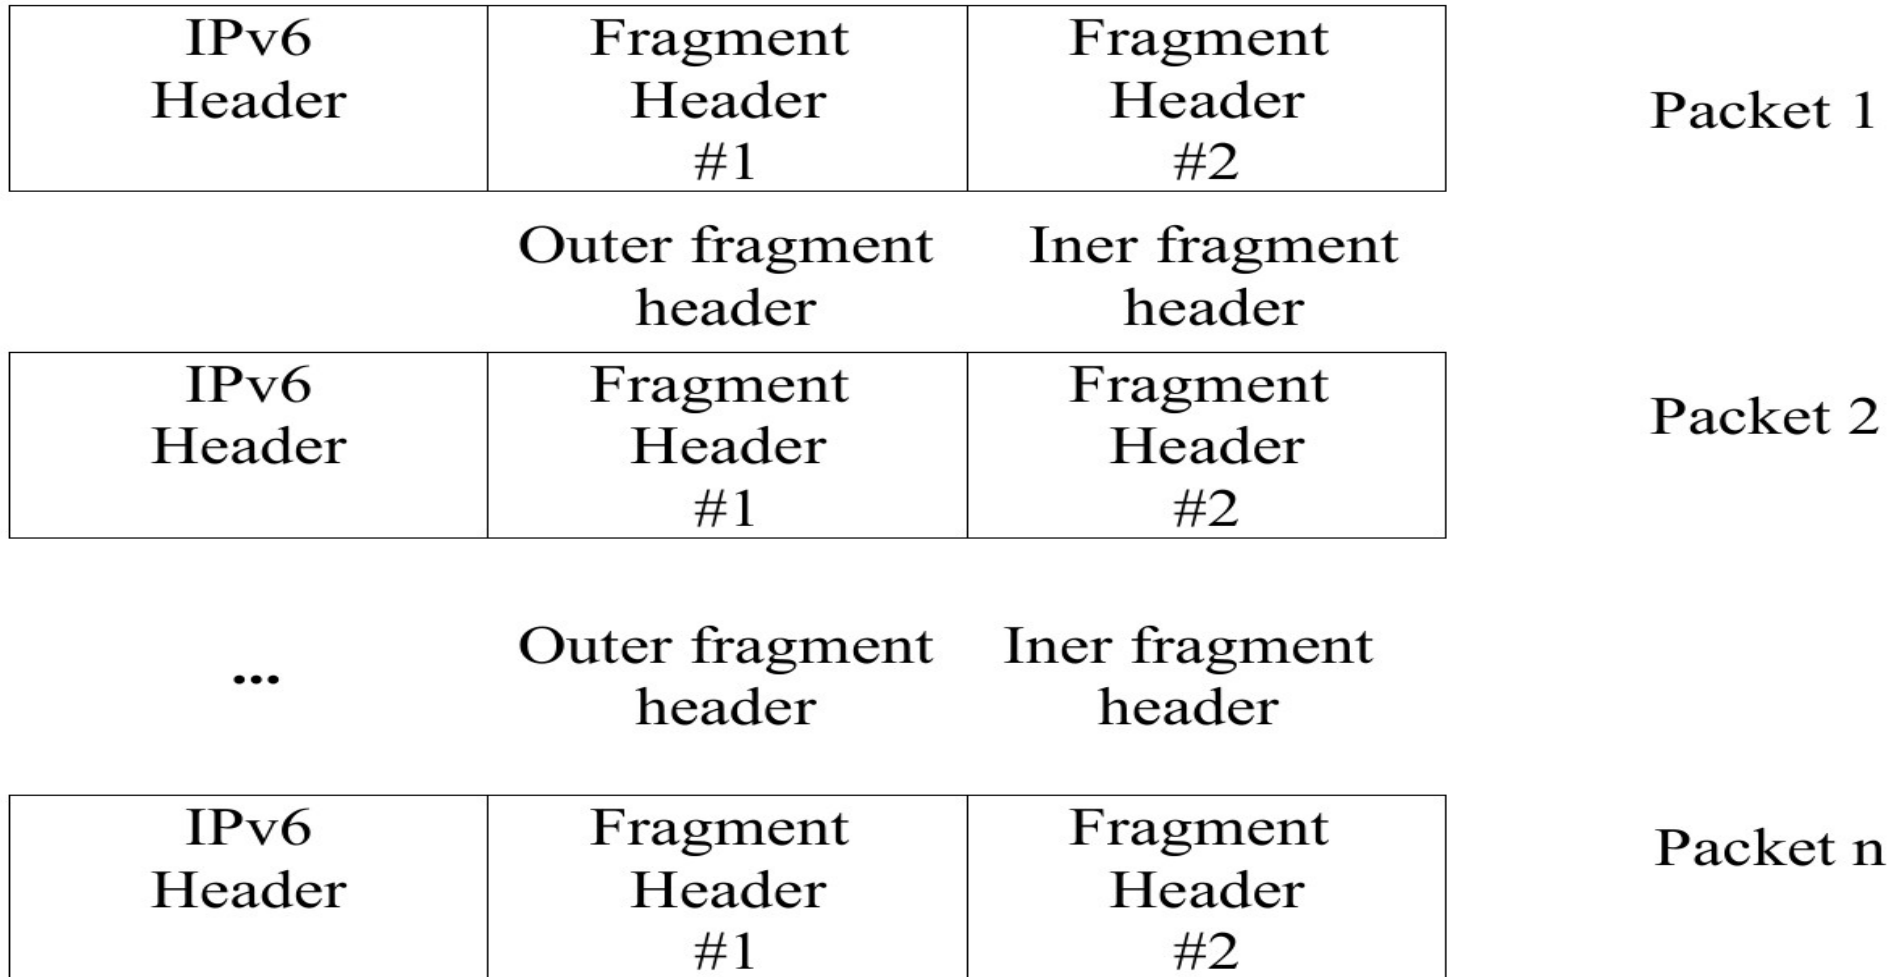 IPv6
Header
Fragment
Header
#1
Fragment
Header
#2
Packet 1
Outer fragment
header
Iner fragment
header
IPv6
Header
Fragment
Header
#1
Fragment
Header
#2
Packet 2
...
Outer fragment
header
Iner fragment
header
IPv6
Header
Fragment
Header
#1
Fragment
Header
#2
Packet n